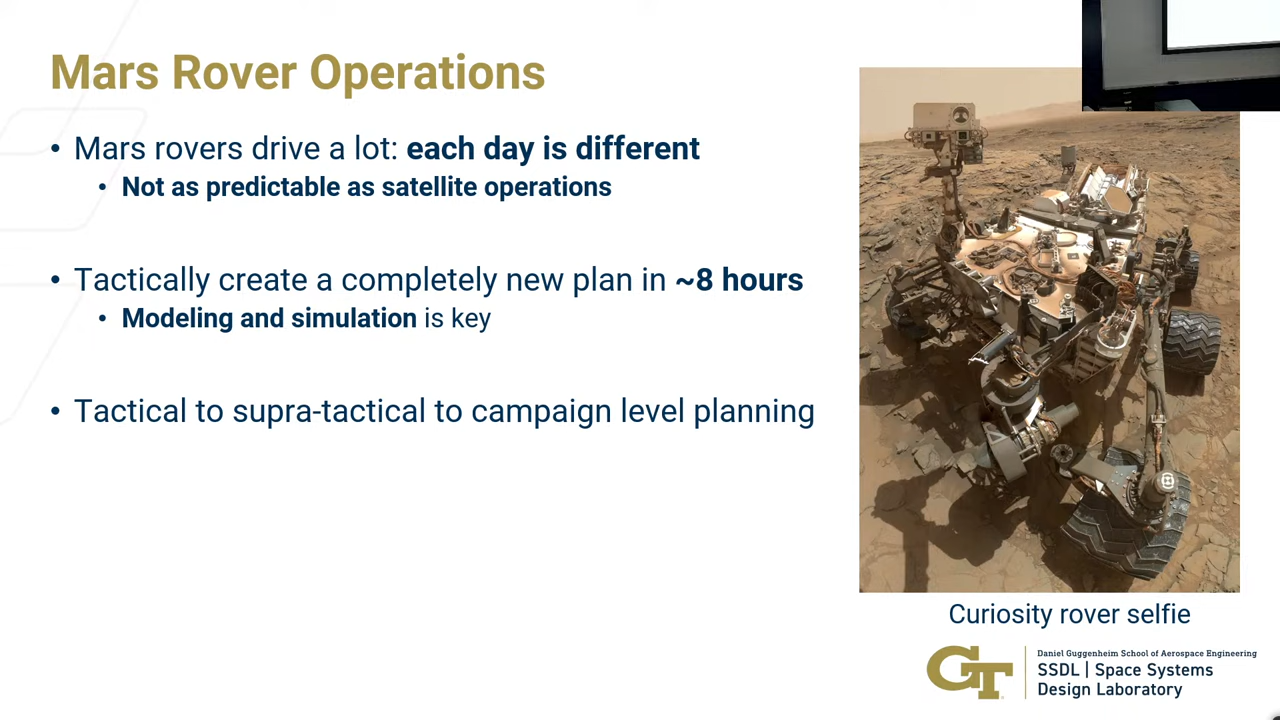 Mars Rover Operations
• Mars rovers drive a lot: each day is different
• Not as predictable as satellite operations
• Tactically create a completely new plan in ~8 hours
• Modeling and simulation is key
• Tactical to supra-tactical to campaign level planning
Curiosity rover selfie
GT
Daniel Guggenheim School of Aerospace Engineering
SSDL | Space Systems
Design Laboratory